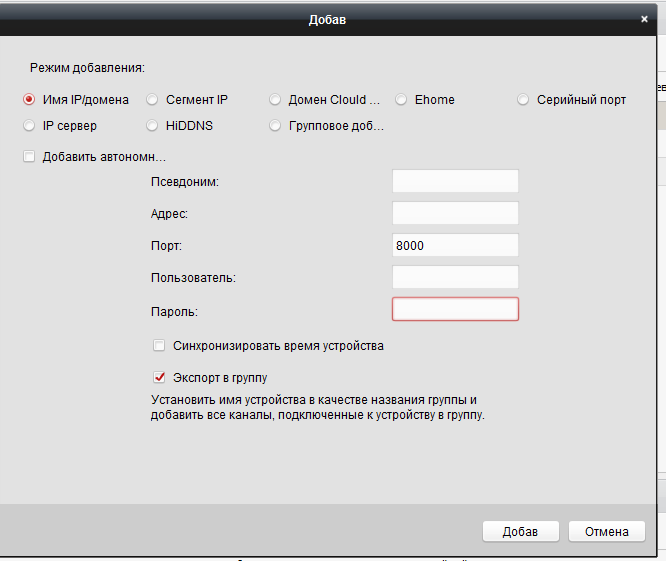 Добав
Режим добавления:
Имя IP/домена Сегмент IP Домен Clould ... Ehome Серийный порт
IP сервер HiDDNS Групповое доб...
Добавить автономн...
Псевдоним:
Адрес:
Порт: 8000
Пользователь:
Пароль:
Синхронизировать время устройства
Экспорт в группу
Установить имя устройства в качестве названия группы и
добавить все каналы, подключенные к устройству в группу.
Добав Отмена